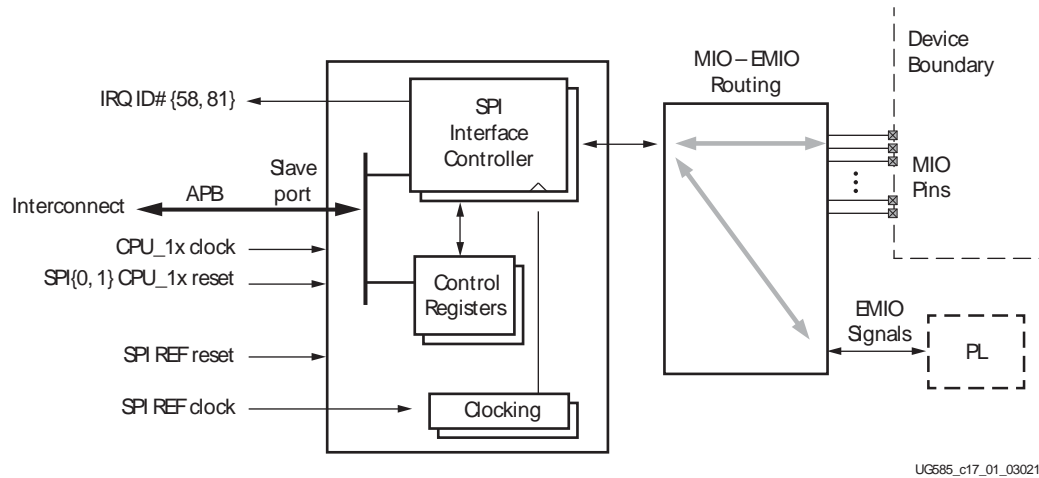 Device
Boundary
MIO – EMIO
Routing
IRQ ID# {58, 81}
SPI
Interface
Controller
MIO
Pins
Slave
port
APB
Interconnect
CPU_1x clock
SPI{0, 1} CPU_1x reset
Control
Registers
EMIO
Signals
PL
SPI REF reset
SPI REF clock
Clocking
UG585_c17_01_03021